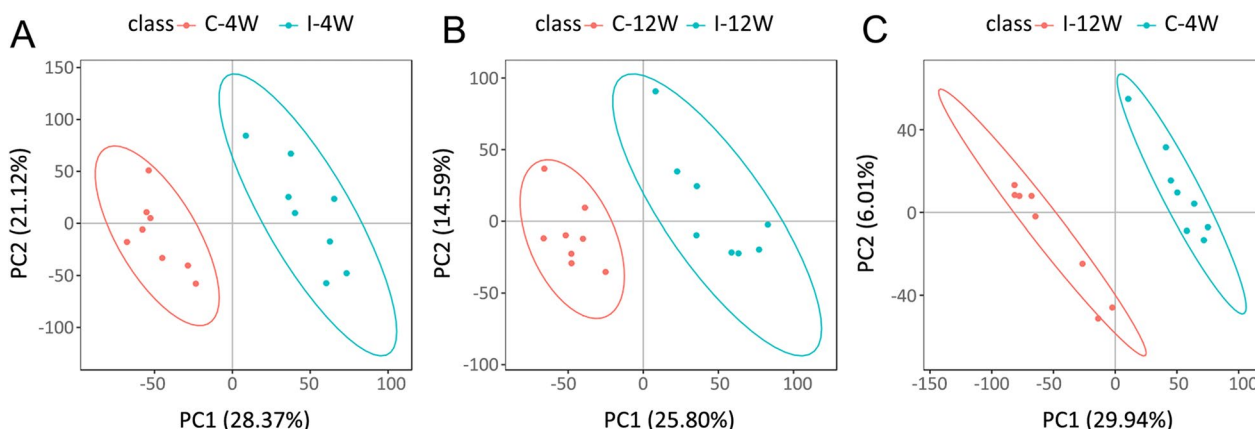 A
class C-4W I-4W
PC2 (21.12%)
150
100
50
0
-50
-100
-50 0 50 100
PC1 (28.37%)
B
class C-12W I-12W
PC2 (14.59%)
100
50
0
-50
-100
-50 0 50 100
PC1 (25.80%)
C
class I-12W C-4W
PC2 (6.01%)
40
0
-40
-150 -100 -50 0 50 100
PC1 (29.94%)